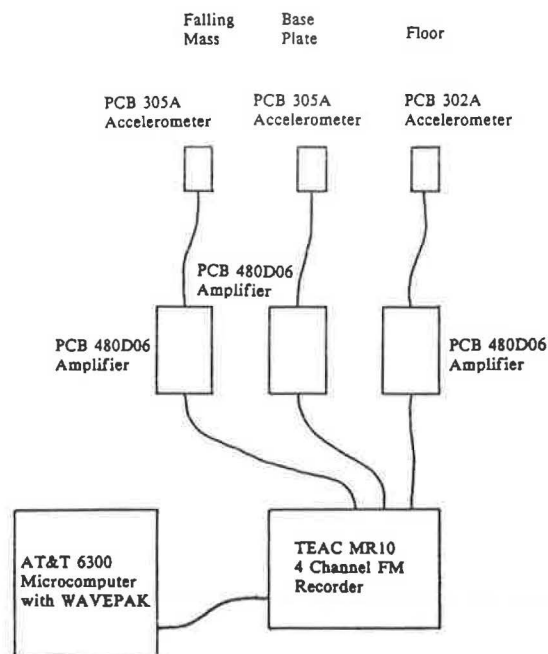 Falling
Mass
Base
Plate
Floor
PCB 305A
Accelerometer
PCB 305A
Accelerometer
PCB 302A
Accelerometer
PCB 480D06
Amplifier
PCB 480D06
Amplifier
PCB 480D06
Amplifier
AT&T 6300
Microcomputer
with WAVEPAK
TEAC MR10
4 Channel FM
Recorder